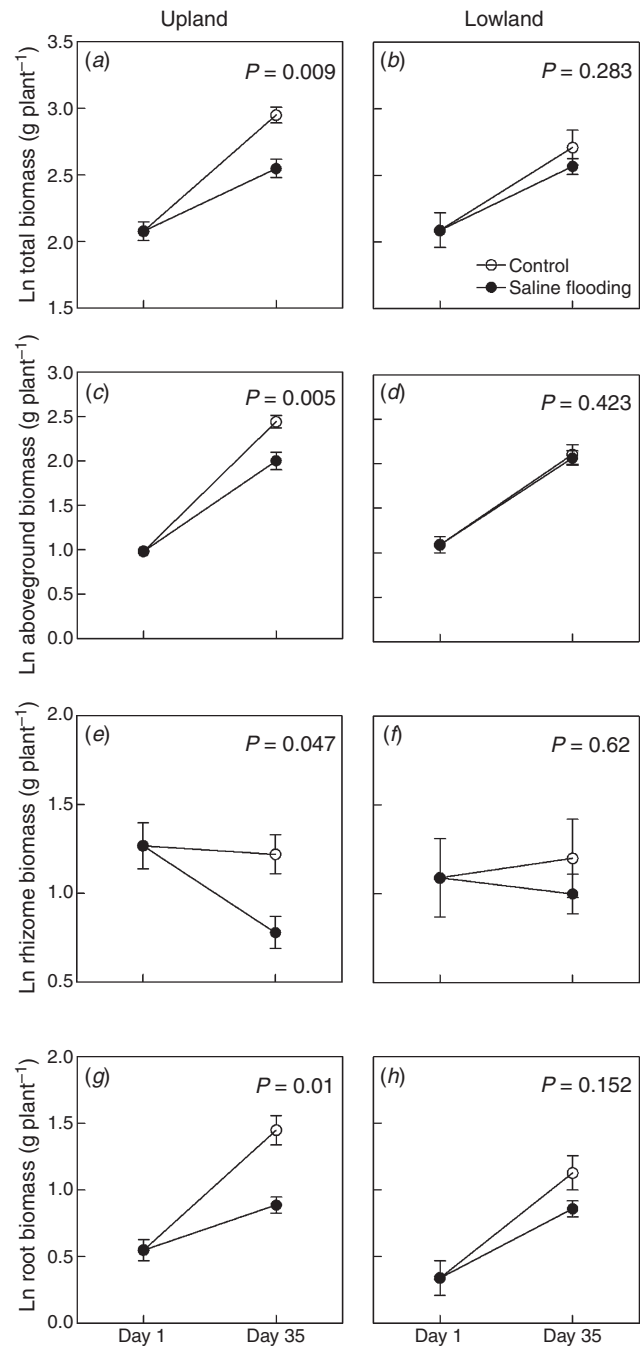 Upland
Lowland
Ln total biomass (g plant⁻¹)
3.5
3.0
2.5
2.0
1.5
(a)
P = 0.009
(b)
P = 0.283
Control
Saline flooding
Ln aboveground biomass (g plant⁻¹)
3.0
2.5
2.0
1.5
1.0
0.5
0.0
(c)
P = 0.005
(d)
P = 0.423
Ln rhizome biomass (g plant⁻¹)
2.0
1.5
1.0
0.5
(e)
P = 0.047
(f)
P = 0.62
Ln root biomass (g plant⁻¹)
2.0
1.5
1.0
0.5
0.0
(g)
P = 0.01
(h)
P = 0.152
Day 1
Day 35
Day 1
Day 35